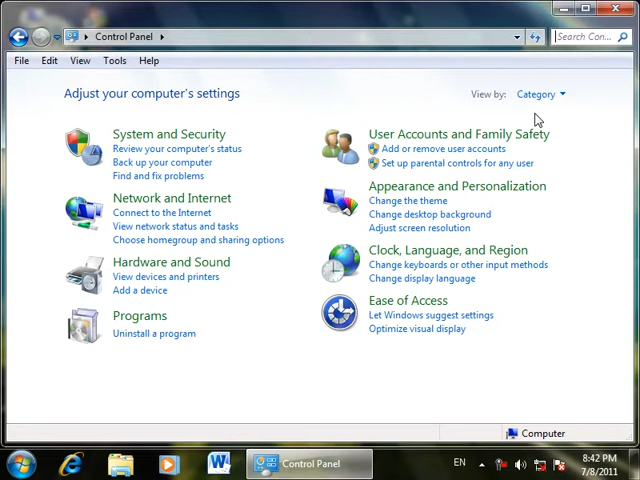 Control Panel
Search Con...
File Edit View Tools Help
Adjust your computer's settings
View by: Category
System and Security
Review your computer's status
Back up your computer
Find and fix problems
Network and Internet
Connect to the Internet
View network status and tasks
Choose homegroup and sharing options
Hardware and Sound
View devices and printers
Add a device
Programs
Uninstall a program
User Accounts and Family Safety
Add or remove user accounts
Set up parental controls for any user
Appearance and Personalization
Change the theme
Change desktop background
Adjust screen resolution
Clock, Language, and Region
Change keyboards or other input methods
Change display language
Ease of Access
Let Windows suggest settings
Optimize visual display
Computer
Control Panel
EN
8:42 PM
7/8/2011